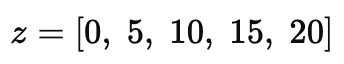 z = [0, 5, 10, 15, 20]